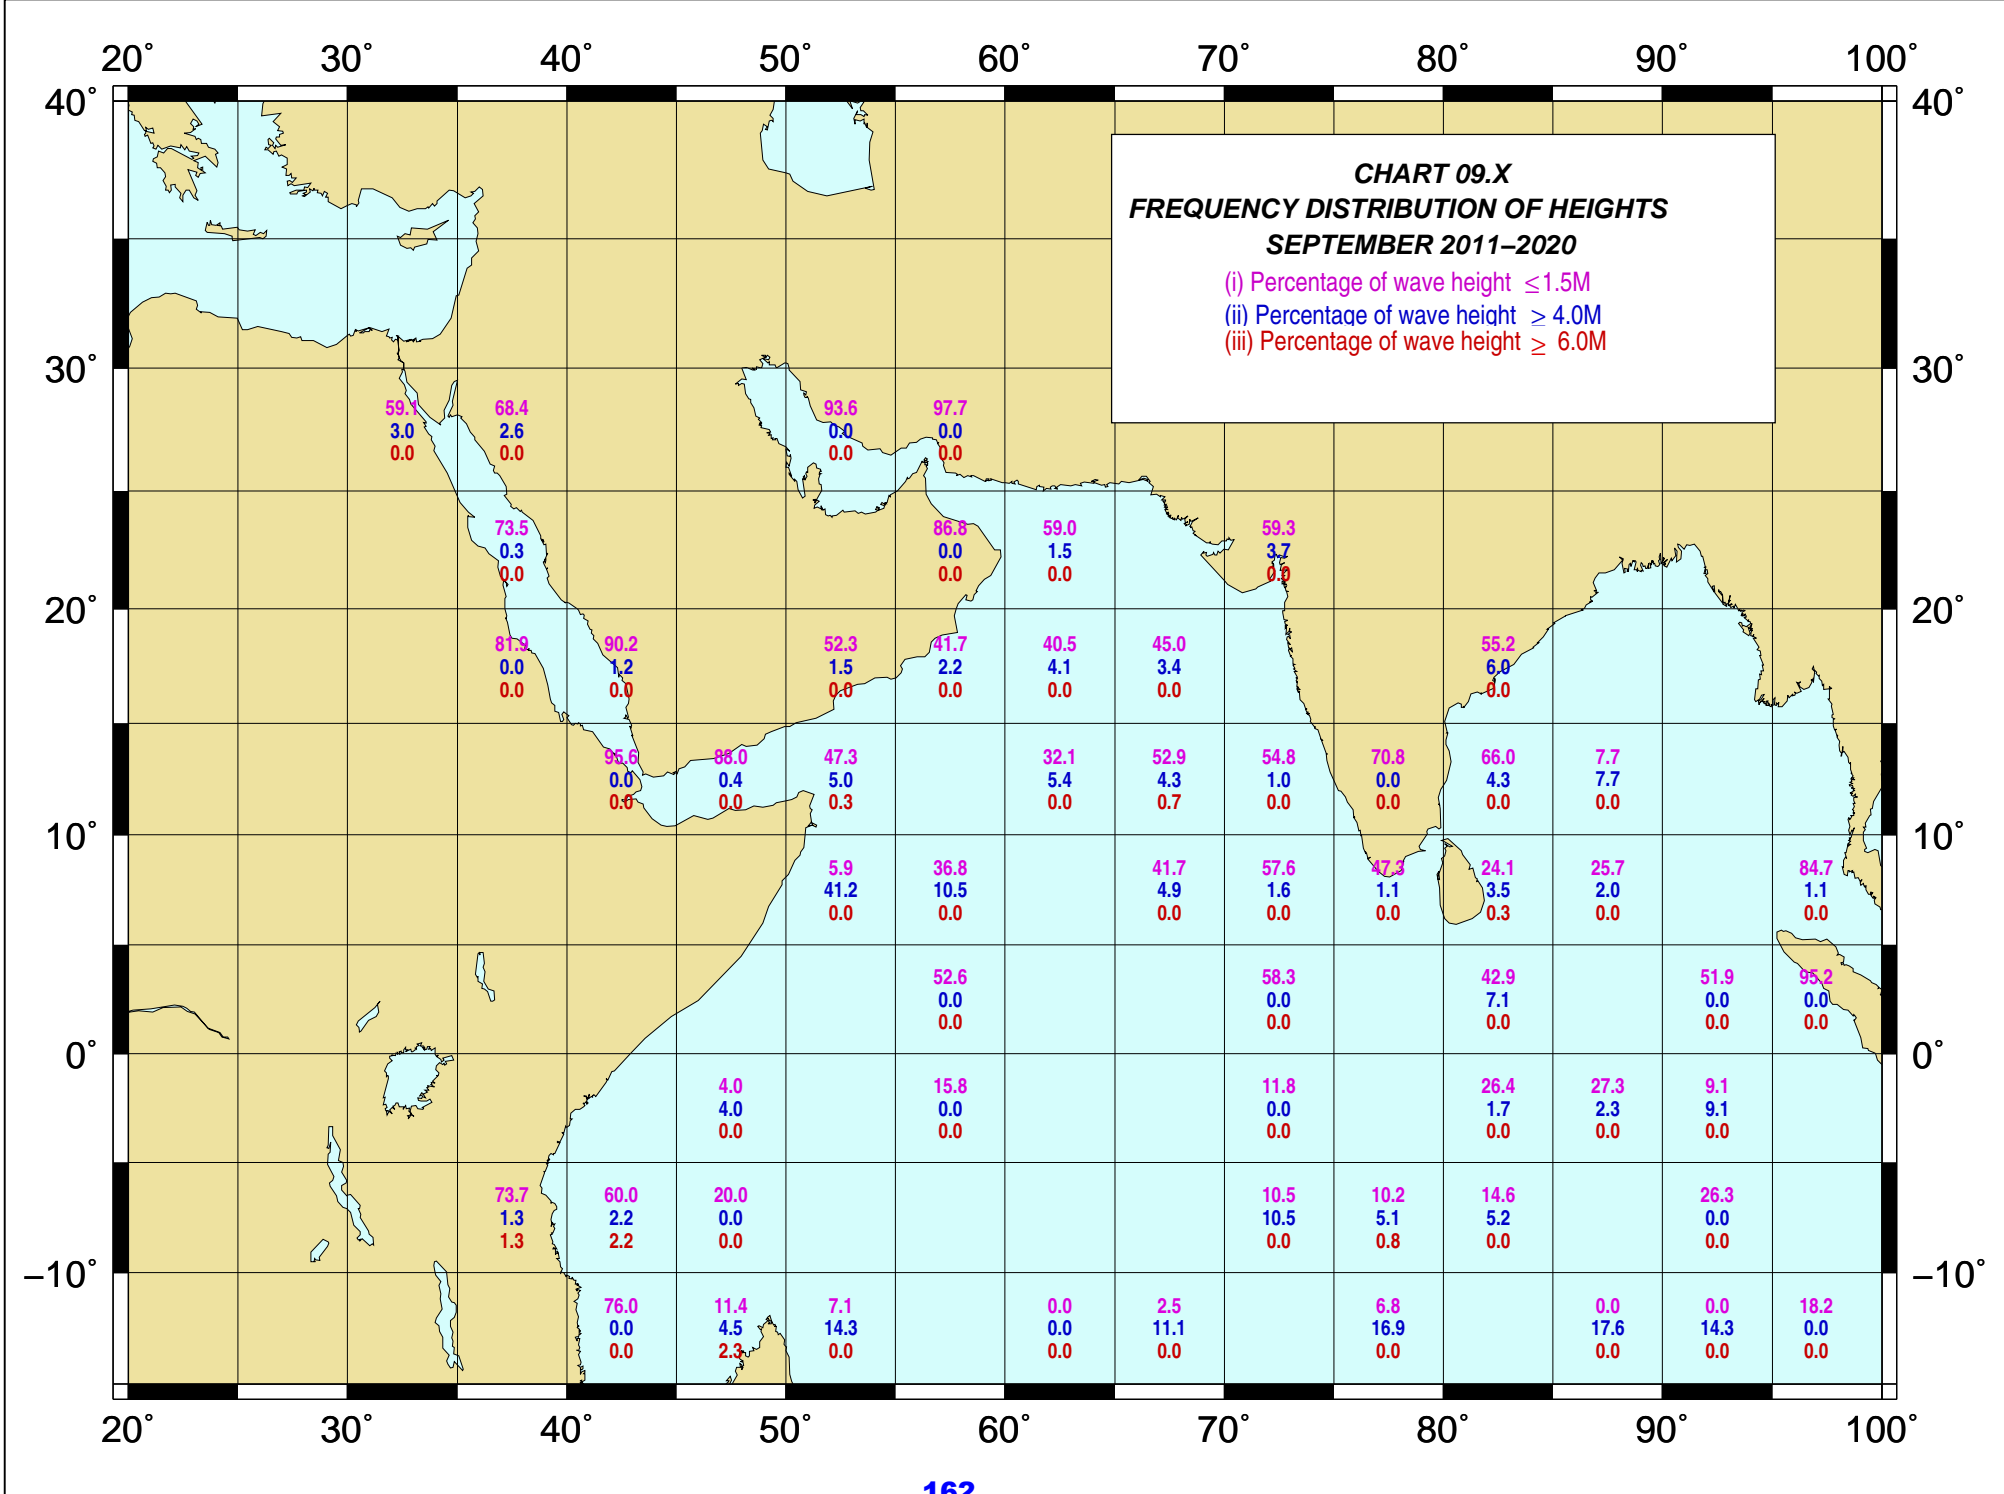 20° 30° 40° 50° 60° 70° 80° 90° 100°
40° 40°
CHART 09.X
FREQUENCY DISTRIBUTION OF HEIGHTS
SEPTEMBER 2011–2020
(i) Percentage of wave height ≤1.5M
(ii) Percentage of wave height ≥ 4.0M
(iii) Percentage of wave height ≥ 6.0M
30° 30°
59.1 68.4 93.6 97.7
3.0 2.6 0.0 0.0
0.0 0.0 0.0 0.0
73.5 86.8 59.0 59.3
0.3 0.0 1.5 3.7
0.0 0.0 0.0 0.0
20° 20°
81.9 90.2 52.3 41.7 40.5 45.0 55.2
0.0 1.2 1.5 2.2 4.1 3.4 6.0
0.0 0.0 0.0 0.0 0.0 0.0 0.0
95.6 88.0 47.3 32.1 52.9 54.8 70.8 66.0 7.7
0.0 0.4 5.0 5.4 4.3 1.0 0.0 4.3 7.7
0.0 0.0 0.3 0.0 0.7 0.0 0.0 0.0 0.0
10° 10°
5.9 36.8 41.7 57.6 47.3 24.1 25.7 84.7
41.2 10.5 4.9 1.6 1.1 3.5 2.0 1.1
0.0 0.0 0.0 0.0 0.0 0.3 0.0 0.0
52.6 58.3 42.9 51.9 95.2
0.0 0.0 7.1 0.0 0.0
0.0 0.0 0.0 0.0 0.0
0° 0°
4.0 15.8 11.8 26.4 27.3 9.1
4.0 0.0 0.0 1.7 2.3 9.1
0.0 0.0 0.0 0.0 0.0 0.0
73.7 60.0 20.0 10.5 10.2 14.6 26.3
1.3 2.2 0.0 10.5 5.1 5.2 0.0
1.3 2.2 0.0 0.0 0.8 0.0 0.0
–10° –10°
76.0 11.4 7.1 0.0 2.5 6.8 0.0 0.0 18.2
0.0 4.5 14.3 0.0 11.1 16.9 17.6 14.3 0.0
0.0 2.3 0.0 0.0 0.0 0.0 0.0 0.0 0.0
20° 30° 40° 50° 60° 70° 80° 90° 100°
162